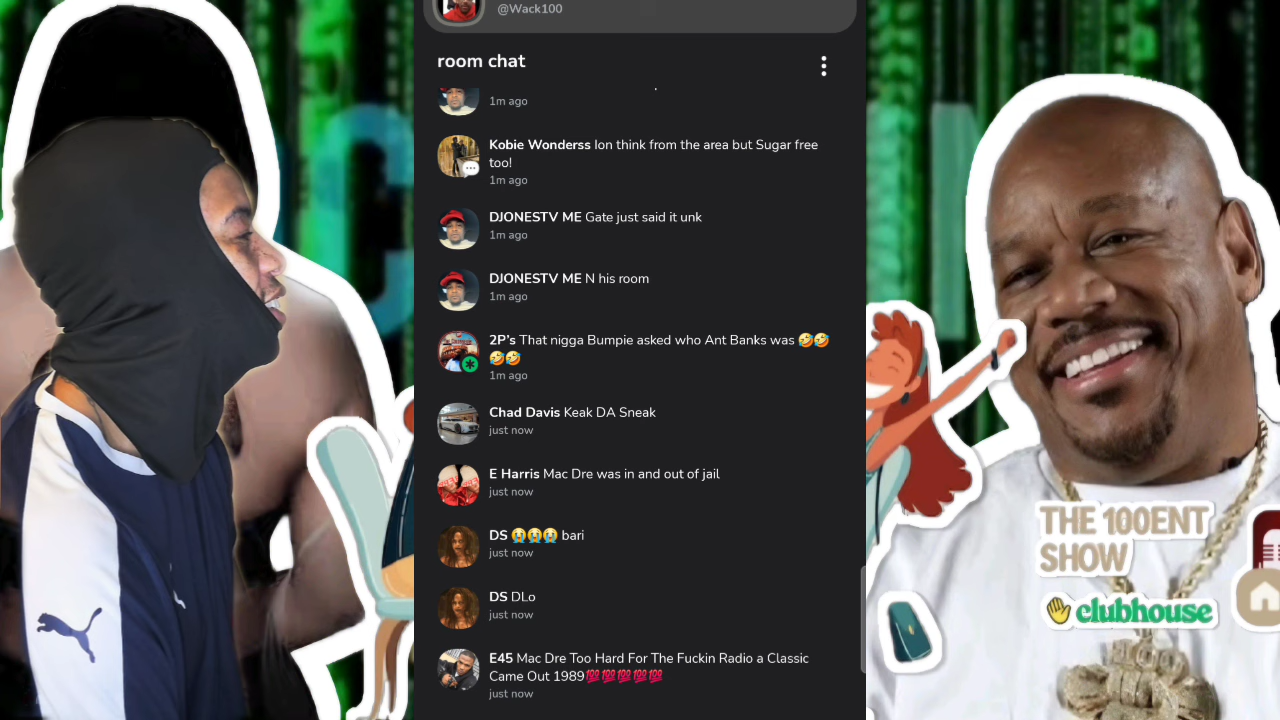 @Wack100
room chat
1m ago
Kobie Wonderss Ion think from the area but Sugar free
too!
1m ago
DJONESTV ME Gate just said it unk
1m ago
DJONESTV ME N his room
1m ago
2P's That nigga Bumpie asked who Ant Banks was 🤣🤣
🤣🤣
1m ago
Chad Davis Keak DA Sneak
just now
E Harris Mac Dre was in and out of jail
just now
DS 😭😭😭 bari
just now
DS DLo
just now
E45 Mac Dre Too Hard For The Fuckin Radio a Classic
Came Out 1989💯💯💯💯💯
just now
THE 100ENT
SHOW
👋 clubhouse
100